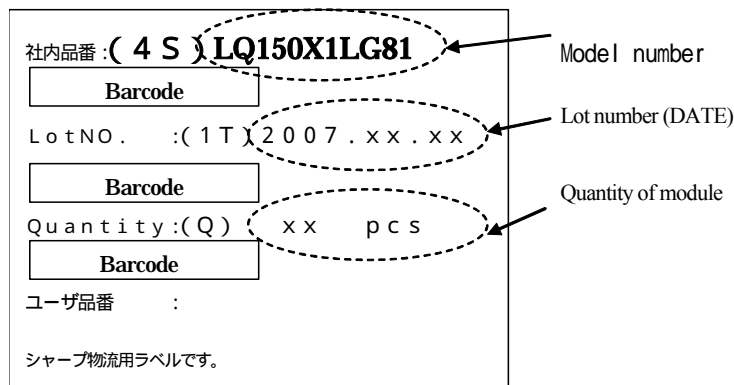 社内品番 :( 4 S ) LQ150X1LG81
Model number
Barcode
LotNO. :( 1T) 2007.xx.xx
Lot number (DATE)
Barcode
Quantity of module
Quantity:(Q) xx pcs
Barcode
ユーザ品番 :
シャープ物流用ラベルです。